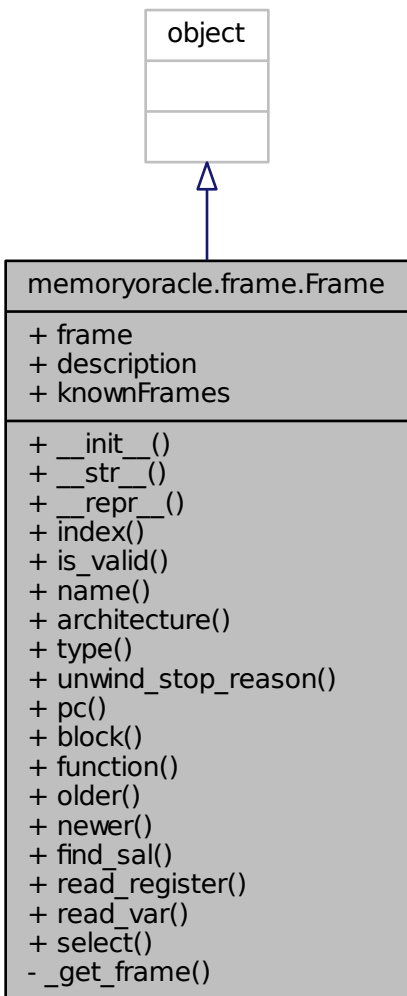 object
memoryoracle.frame.Frame
+ frame
+ description
+ knownFrames
+ __init__()
+ __str__()
+ __repr__()
+ index()
+ is_valid()
+ name()
+ architecture()
+ type()
+ unwind_stop_reason()
+ pc()
+ block()
+ function()
+ older()
+ newer()
+ find_sal()
+ read_register()
+ read_var()
+ select()
- _get_frame()